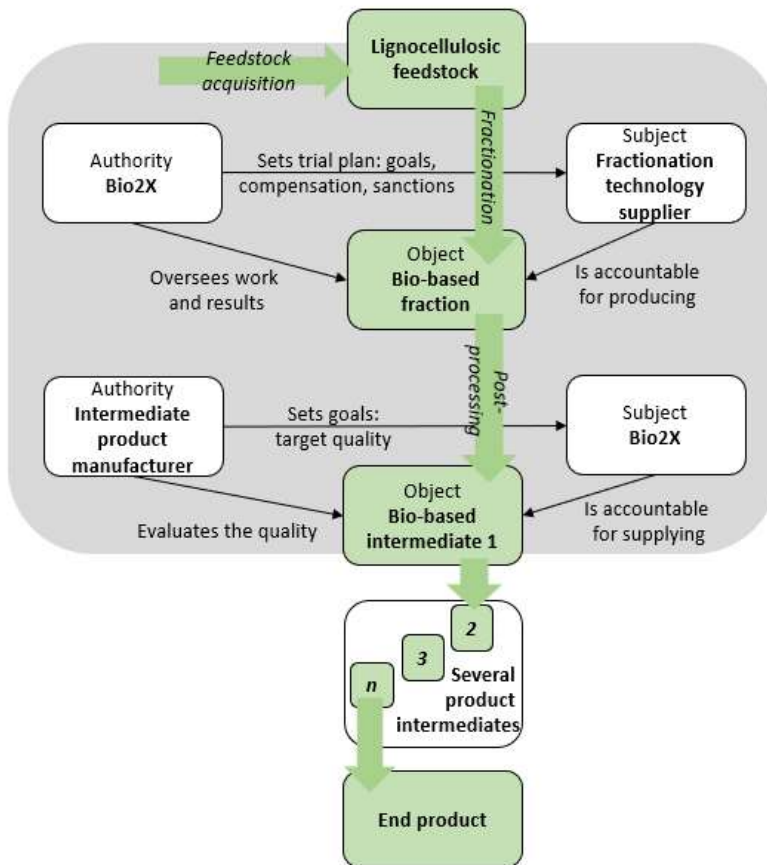 Feedstock
acquisition
Lignocellulosic
feedstock
Fractionation
Authority
Bio2X
Sets trial plan: goals,
compensation, sanctions
Subject
Fractionation
technology
supplier
Oversees work
and results
Object
Bio-based
fraction
Is accountable
for producing
Post-
processing
Authority
Intermediate
product
manufacturer
Sets goals:
target quality
Subject
Bio2X
Evaluates the quality
Object
Bio-based
intermediate 1
Is accountable
for supplying
2
3
n
Several
product
intermediates
End product